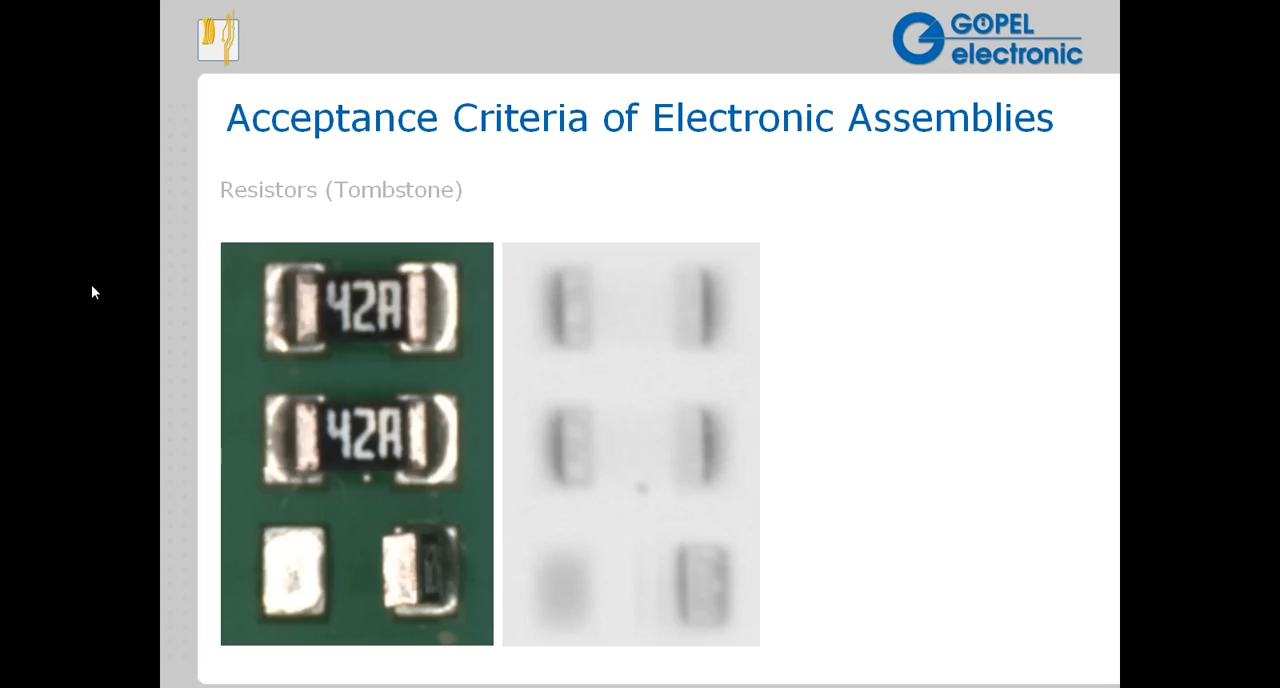 GÖPEL
electronic
Acceptance Criteria of Electronic Assemblies
Resistors (Tombstone)
42A
42A